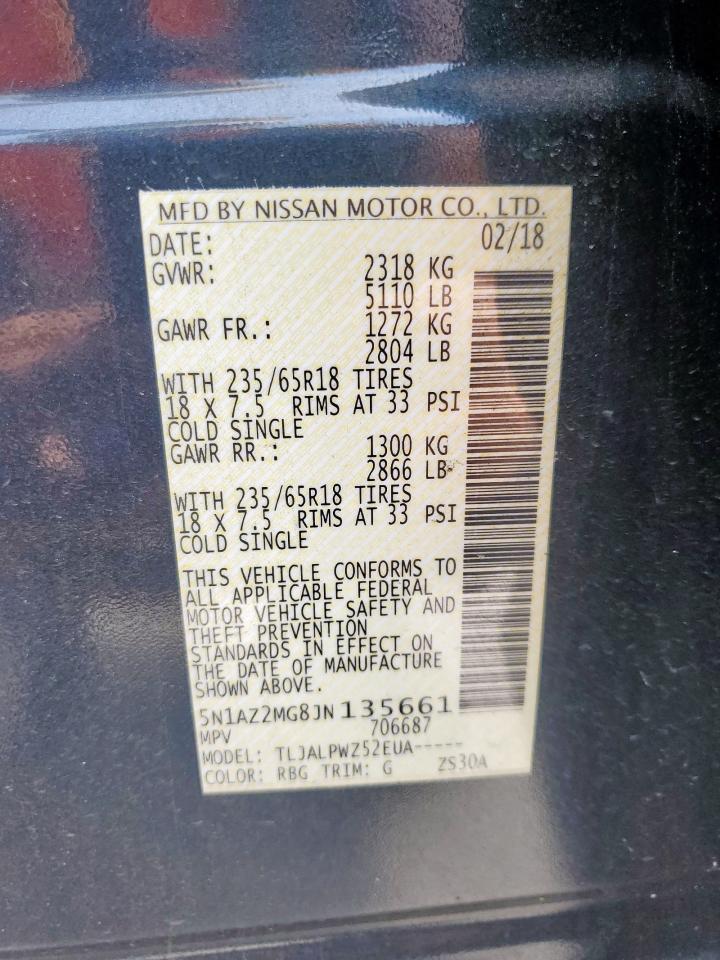 MFD BY NISSAN MOTOR CO., LTD.
DATE: 02/18
GVWR: 2318 KG
5110 LB
GAWR FR.: 1272 KG
2804 LB
WITH 235/65R18 TIRES
18 X 7.5 RIMS AT 33 PSI
COLD SINGLE
GAWR RR.: 1300 KG
2866 LB
WITH 235/65R18 TIRES
18 X 7.5 RIMS AT 33 PSI
COLD SINGLE
THIS VEHICLE CONFORMS TO
ALL APPLICABLE FEDERAL
MOTOR VEHICLE SAFETY AND
THEFT PREVENTION
STANDARDS IN EFFECT ON
THE DATE OF MANUFACTURE
SHOWN ABOVE.
5N1AZ2MG8JN135661
MPV 706687
MODEL: TLJALPWZ52EUA-----
COLOR: RBG TRIM: G ZS30A